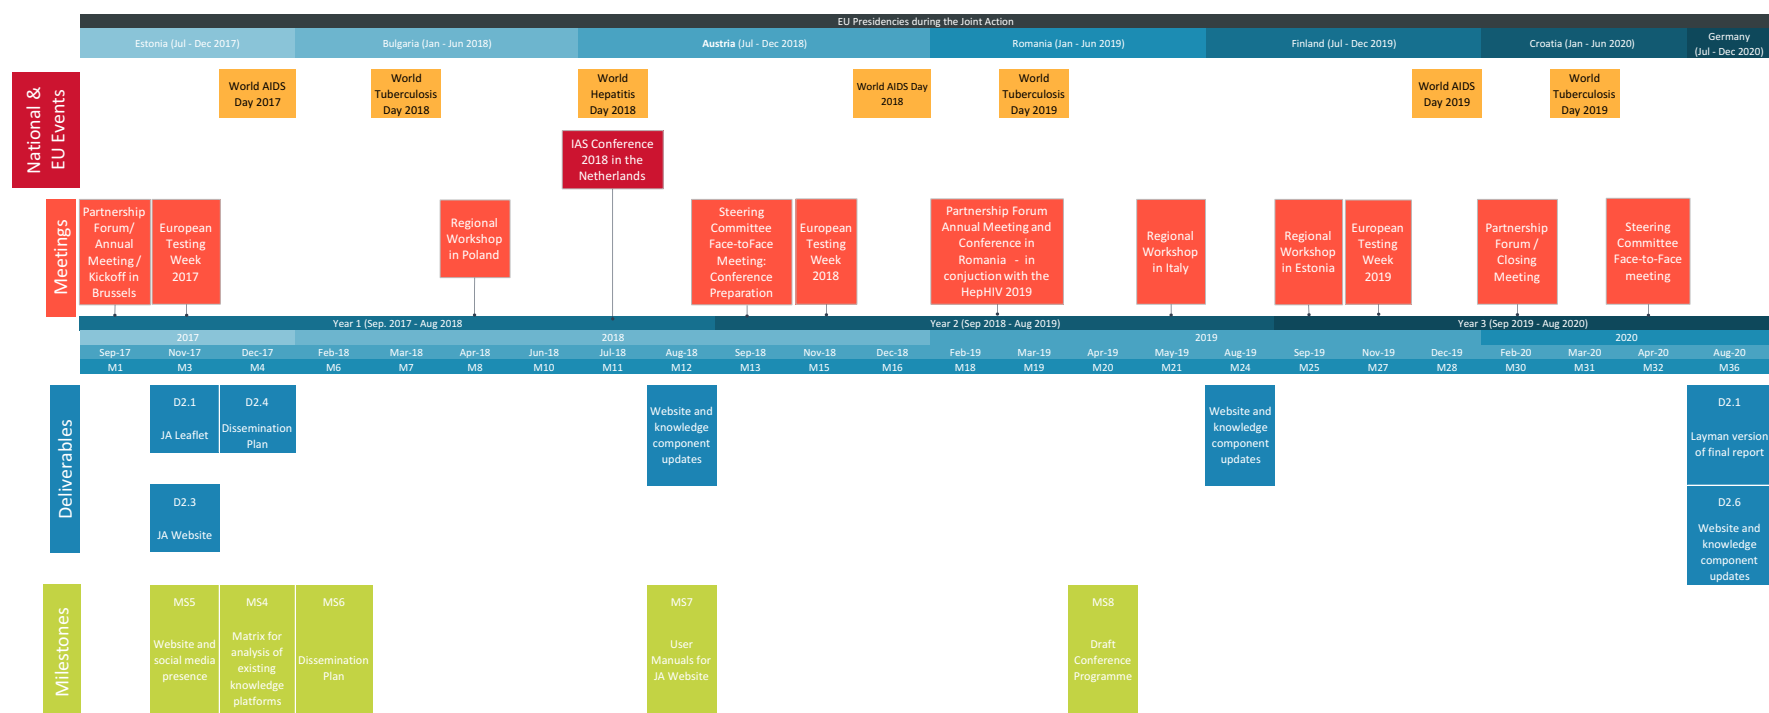 EU Presidencies during the Joint Action
Estonia (Jul - Dec 2017)
Bulgaria (Jan - Jun 2018)
Austria (Jul - Dec 2018)
Romania (Jan - Jun 2019)
Finland (Jul - Dec 2019)
Croatia (Jan - Jun 2020)
Germany
(Jul - Dec 2020)
National &
EU Events
World AIDS
Day 2017
World
Tuberculosis
Day 2018
World
Hepatitis
Day 2018
World AIDS Day
2018
World
Tuberculosis
Day 2019
World AIDS
Day 2019
World
Tuberculosis
Day 2019
IAS Conference
2018 in the
Netherlands
Meetings
Partnership
Forum/
Annual
Meeting /
Kickoff in
Brussels
European
Testing
Week
2017
Regional
Workshop
in Poland
Steering
Committee
Face-toFace
Meeting:
Conference
Preparation
European
Testing
Week
2018
Partnership Forum
Annual Meeting and
Conference in
Romania - in
conjuction with the
HepHIV 2019
Regional
Workshop
in Italy
Regional
Workshop
in Estonia
European
Testing
Week
2019
Partnership
Forum /
Closing
Meeting
Steering
Committee
Face-to-Face
meeting
Year 1 (Sep. 2017 - Aug 2018
Year 2 (Sep 2018 - Aug 2019)
Year 3 (Sep 2019 - Aug 2020)
2017
2018
2019
2020
Sep-17
Nov-17
Dec-17
Feb-18
Mar-18
Apr-18
Jun-18
Jul-18
Aug-18
Sep-18
Nov-18
Dec-18
Feb-19
Mar-19
Apr-19
May-19
Aug-19
Sep-19
Nov-19
Dec-19
Feb-20
Mar-20
Apr-20
Aug-20
M1
M3
M4
M6
M7
M8
M10
M11
M12
M13
M15
M16
M18
M19
M20
M21
M24
M25
M27
M28
M30
M31
M32
M36
Deliverables
D2.1
JA Leaflet
D2.4
Dissemination
Plan
Website and
knowledge
component
updates
Website and
knowledge
component
updates
D2.1
Layman version
of final report
D2.3
JA Website
D2.6
Website and
knowledge
component
updates
Milestones
MS5
Website and
social media
presence
MS4
Matrix for
analysis of
existing
knowledge
platforms
MS6
Dissemination
Plan
MS7
User
Manuals for
JA Website
MS8
Draft
Conference
Programme